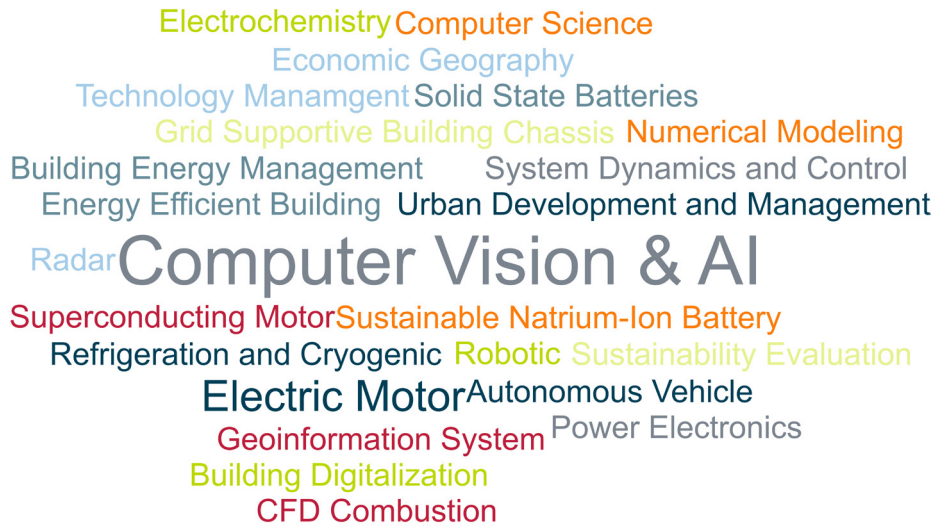 Electrochemistry Computer Science
Economic Geography
Technology Manamgent Solid State Batteries
Grid Supportive Building Chassis Numerical Modeling
Building Energy Management System Dynamics and Control
Energy Efficient Building Urban Development and Management
Radar Computer Vision & AI
Superconducting Motor Sustainable Natrium-Ion Battery
Refrigeration and Cryogenic Robotic Sustainability Evaluation
Electric Motor Autonomous Vehicle
Geoinformation System Power Electronics
Building Digitalization
CFD Combustion